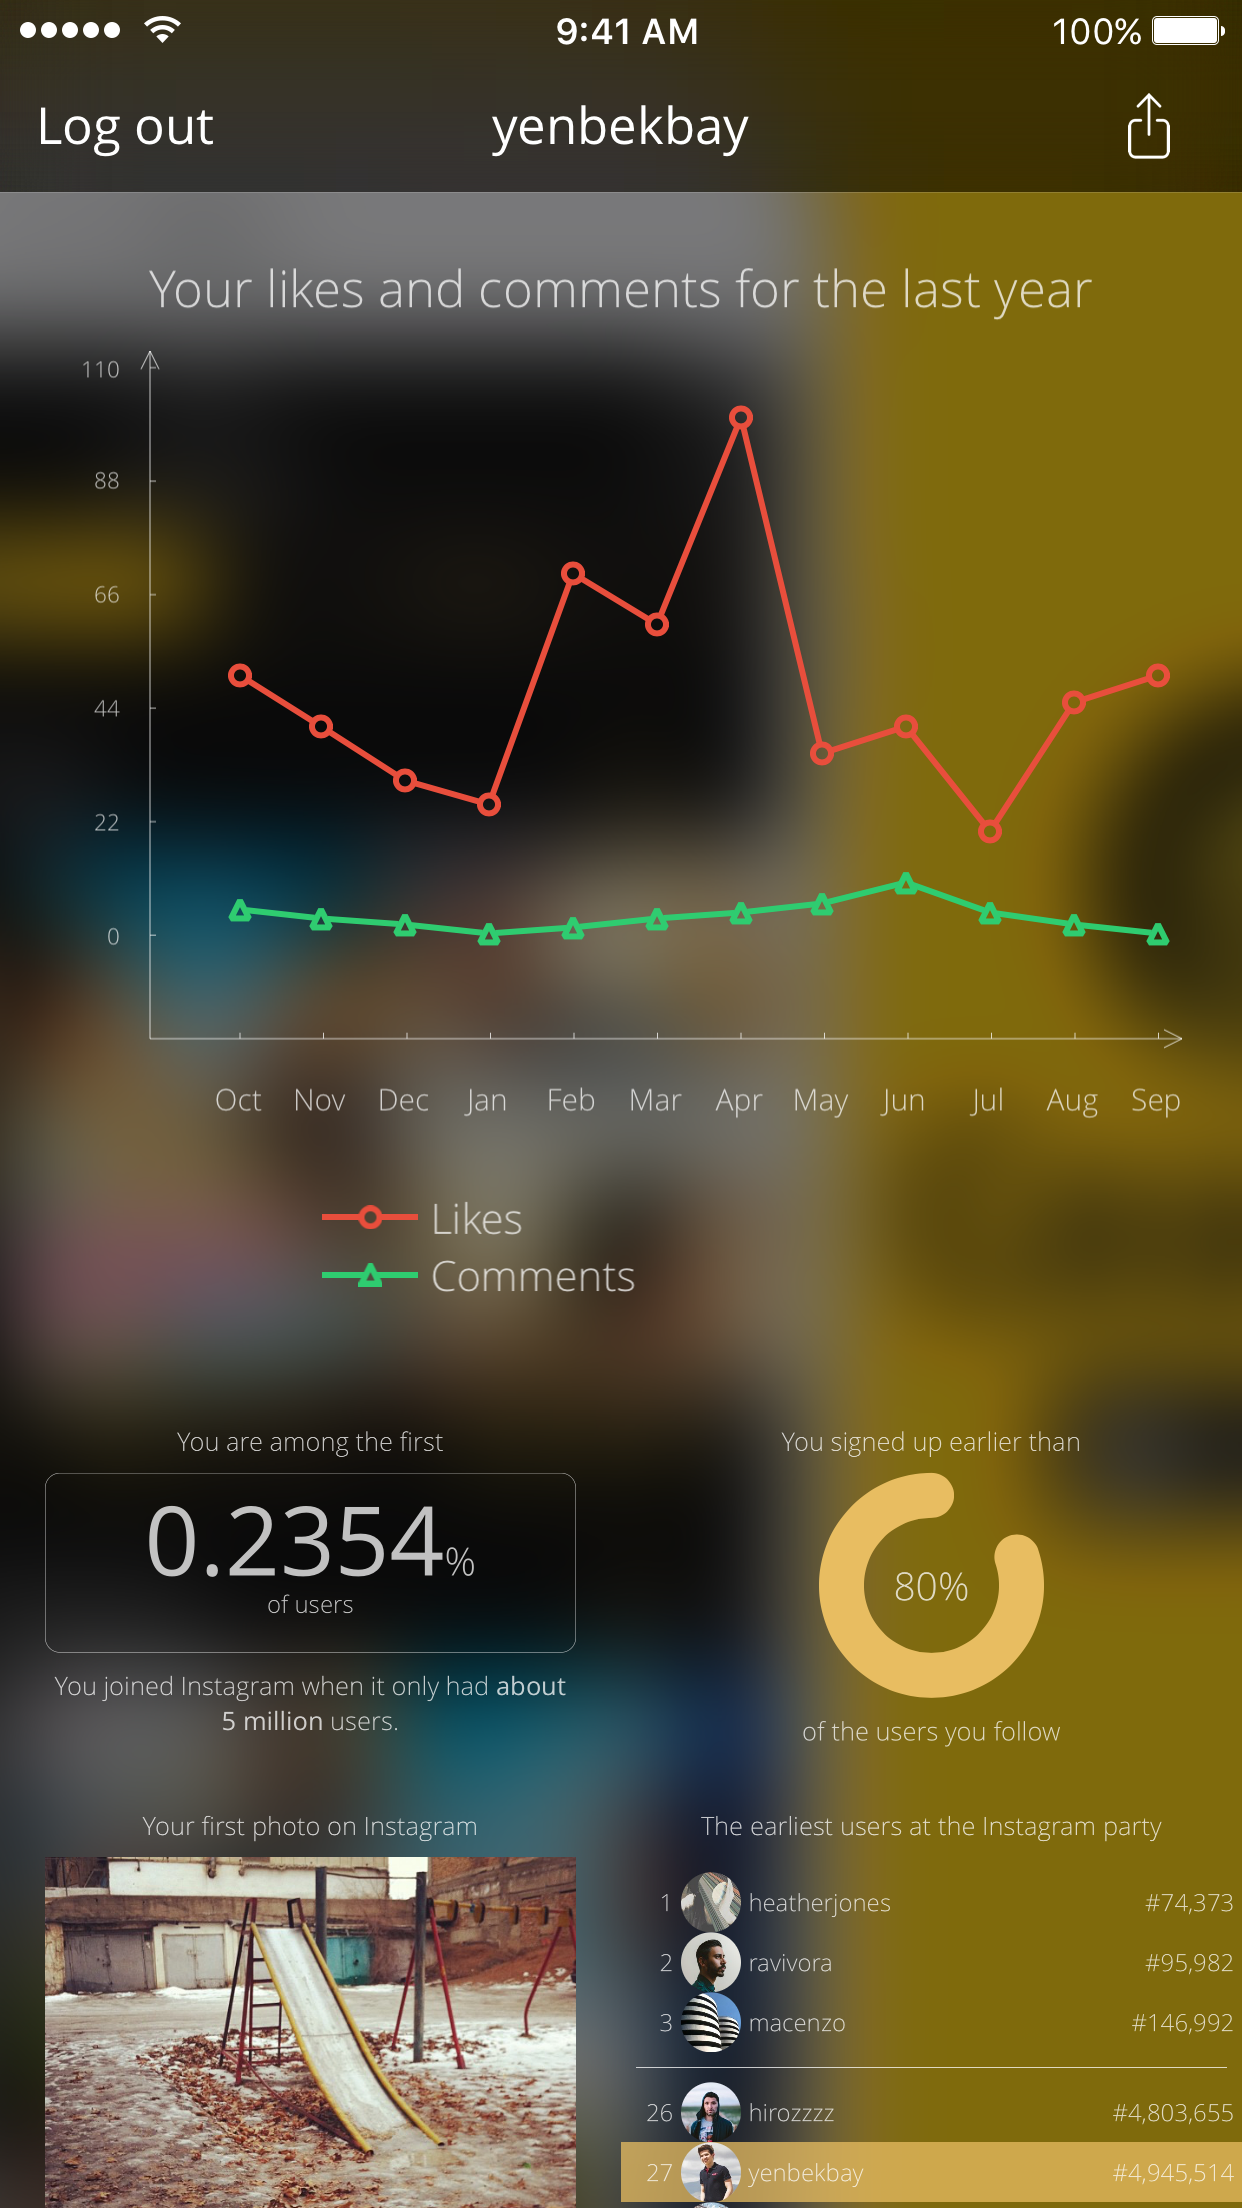 9:41 AM
100%
Log out
yenbekbay
Your likes and comments for the last year
110
88
66
44
22
0
Oct Nov Dec Jan Feb Mar Apr May Jun Jul Aug Sep
Likes
Comments
You are among the first
0.2354%
of users
You joined Instagram when it only had about
5 million users.
You signed up earlier than
80%
of the users you follow
Your first photo on Instagram
The earliest users at the Instagram party
1 heatherjones #74,373
2 ravivora #95,982
3 macenzo #146,992
26 hirozzzz #4,803,655
27 yenbekbay #4,945,514